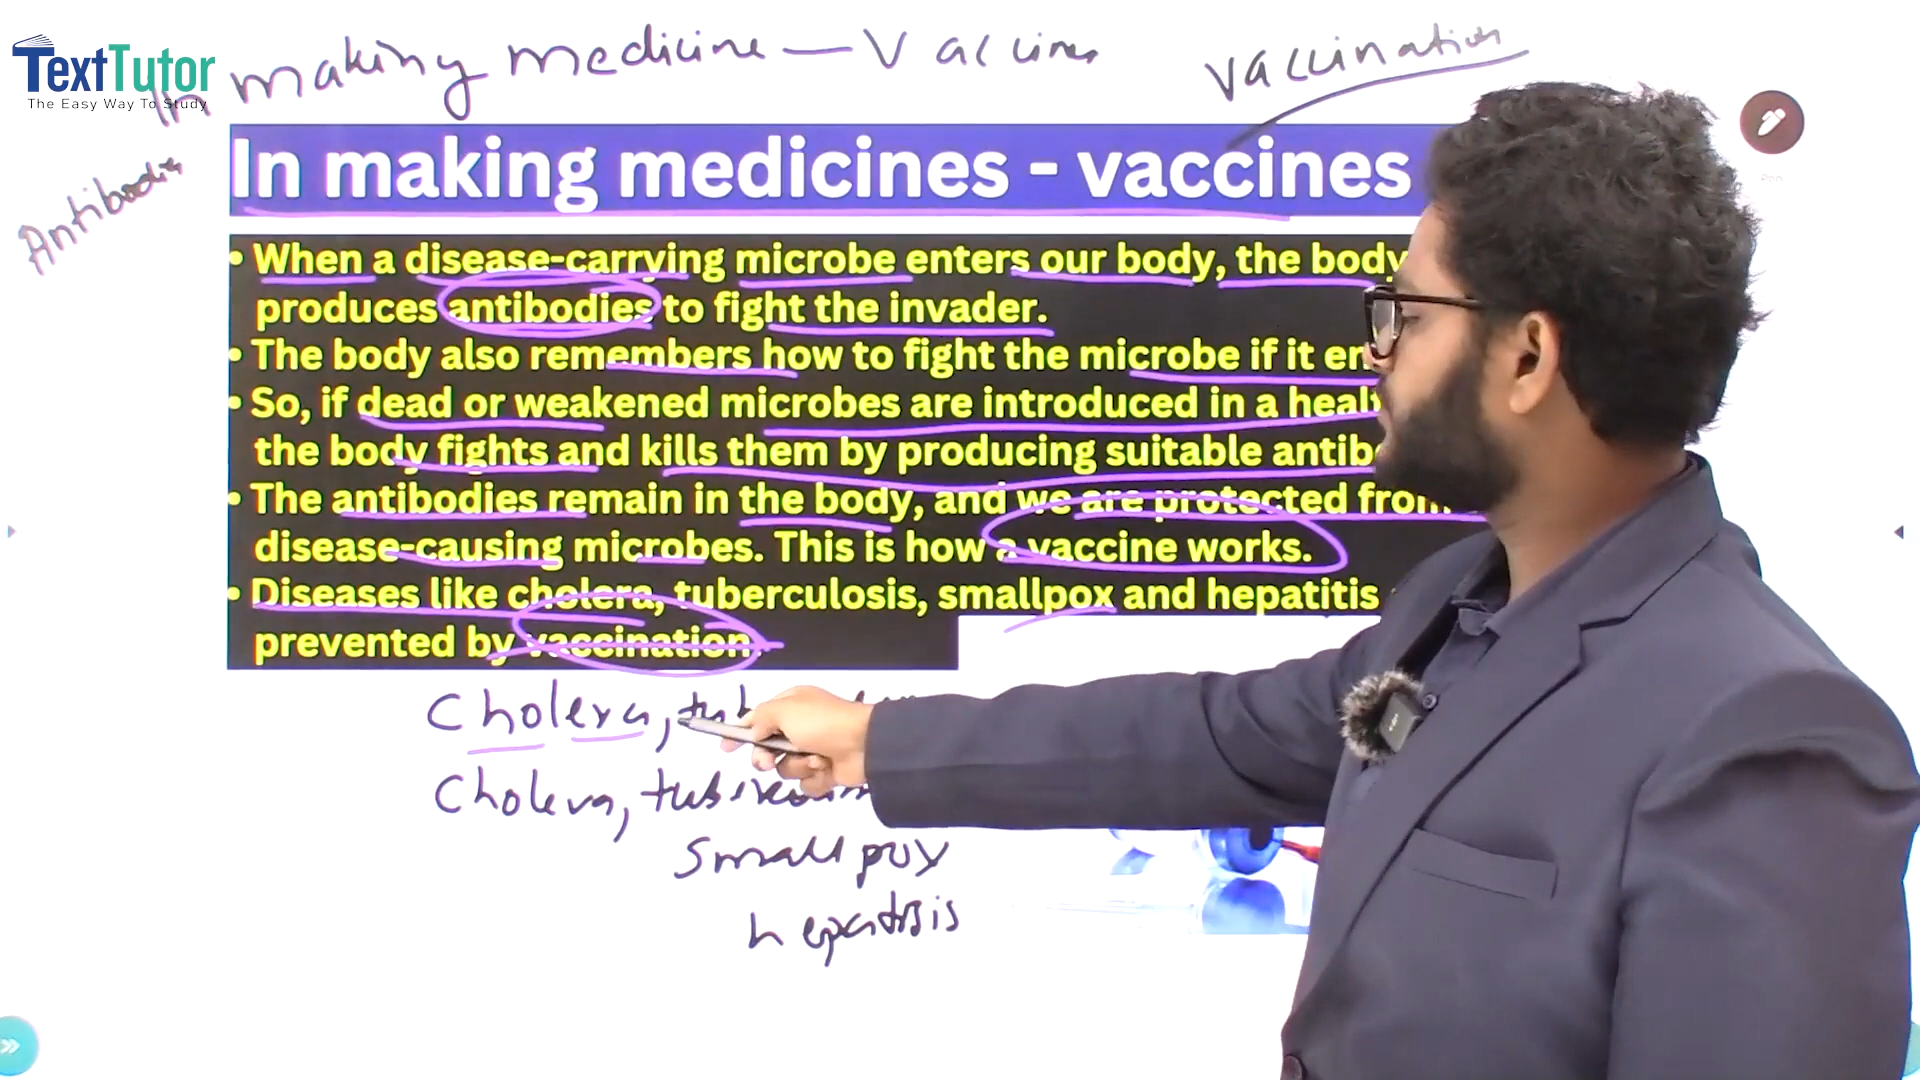 TextTutor
The Easy Way To Study
In making medicine — Vaccines
vaccination
Antibodies
In making medicines - vaccines
• When a disease-carrying microbe enters our body, the body
produces antibodies to fight the invader.
• The body also remembers how to fight the microbe if it en
• So, if dead or weakened microbes are introduced in a heal
the body fights and kills them by producing suitable antib
• The antibodies remain in the body, and we are protected from
disease-causing microbes. This is how a vaccine works.
• Diseases like cholera, tuberculosis, smallpox and hepatitis
prevented by vaccination.
Cholera, tub
Cholera,
Small pox